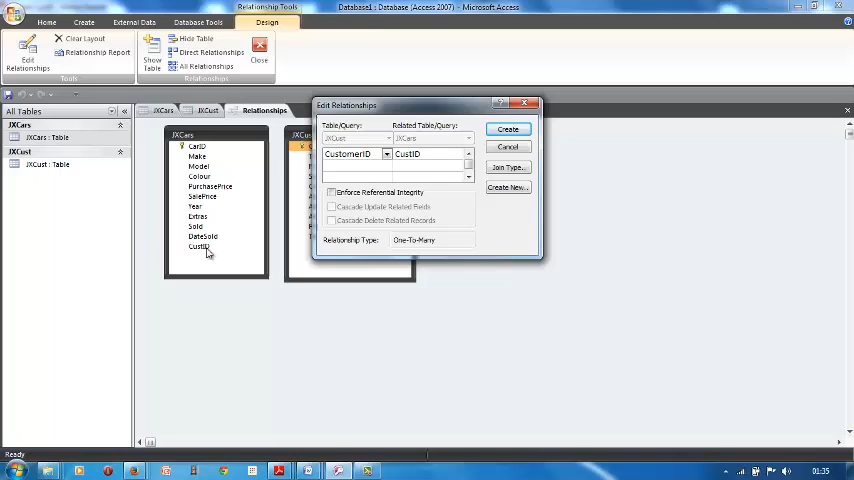 Relationship Tools
Database1 : Database (Access 2007) - Microsoft Access
Home
Create
External Data
Database Tools
Design
Edit Relationships
Clear Layout
Relationship Report
Tools
Show Table
Hide Table
Direct Relationships
All Relationships
Relationships
Close
All Tables
JXCars
JXCars : Table
JXCust
JXCust : Table
JXCars
JXCust
Relationships
JXCars
CarID
Make
Model
Colour
PurchasePrice
SalePrice
Year
Extras
Sold
DateSold
CustID
JXCus
Edit Relationships
Table/Query:
Related Table/Query:
JXCust
JXCars
CustomerID
CustID
Enforce Referential Integrity
Cascade Update Related Fields
Cascade Delete Related Records
Relationship Type:
One-To-Many
Create
Cancel
Join Type..
Create New..
Ready
01:35